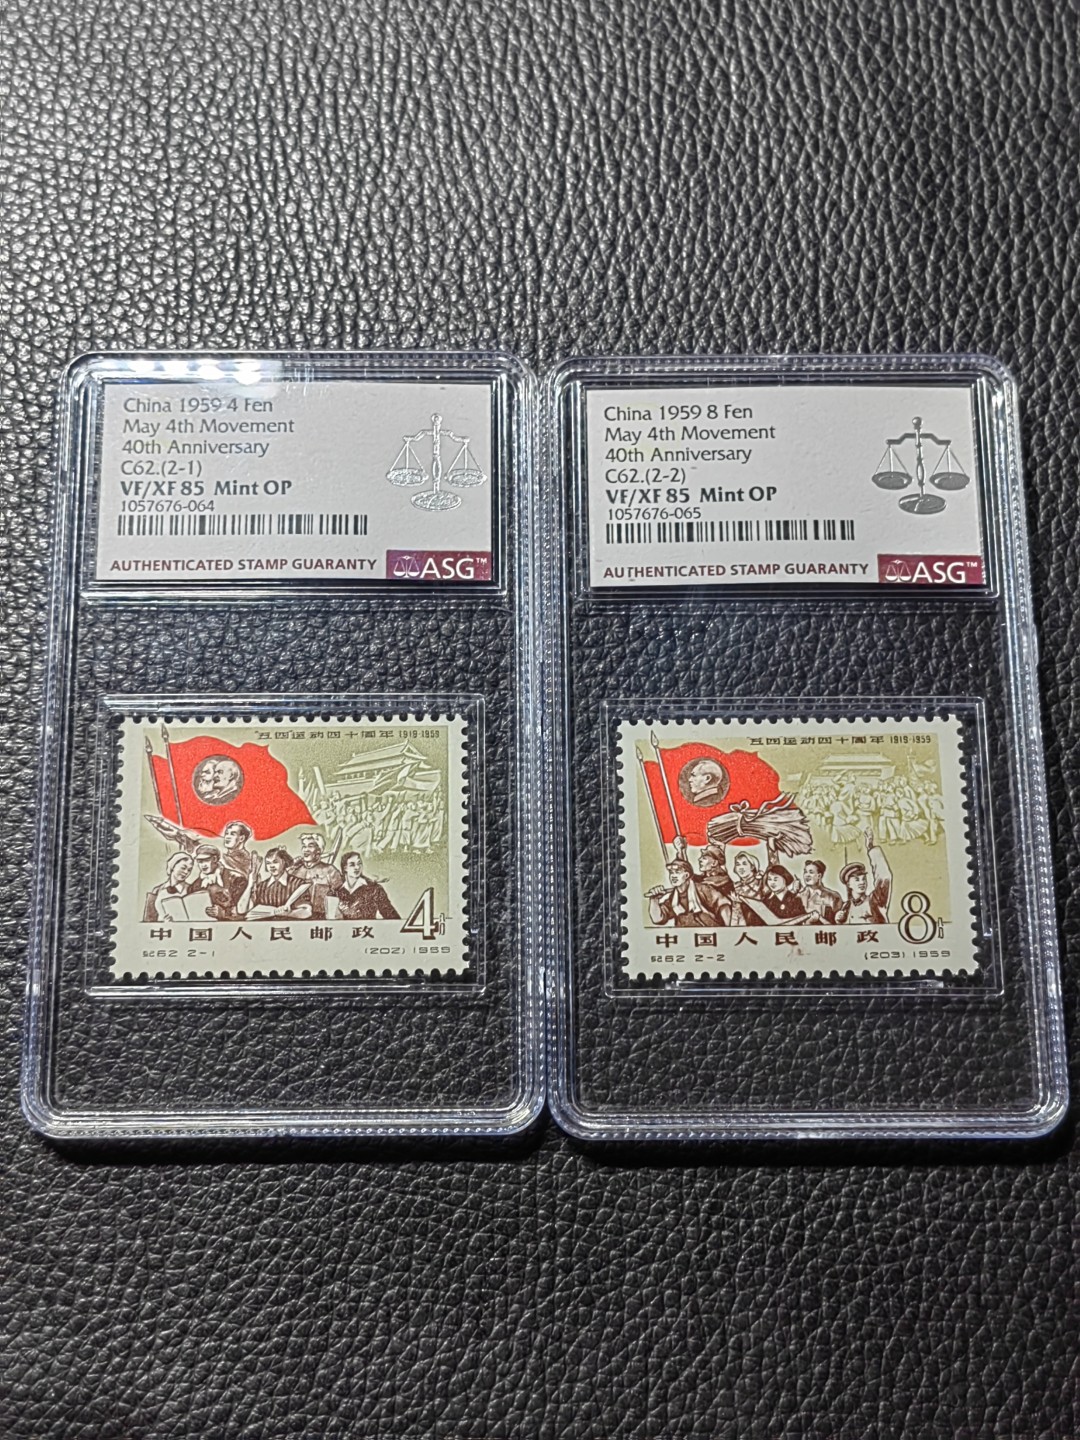 China 1959 4 Fen
May 4th Movement
40th Anniversary
C62.(2-1)
VF/XF 85 Mint OP
1057676-064
AUTHENTICATED STAMP GUARANTY
ASG™
China 1959 8 Fen
May 4th Movement
40th Anniversary
C62.(2-2)
VF/XF 85 Mint OP
1057676-065
AUTHENTICATED STAMP GUARANTY
ASG™
五四运动四十周年 1919-1959
4分
中国人民邮政
纪62 2-1
(202) 1959
五四运动四十周年 1919-1959
8分
中国人民邮政
纪62 2-2
(203) 1959